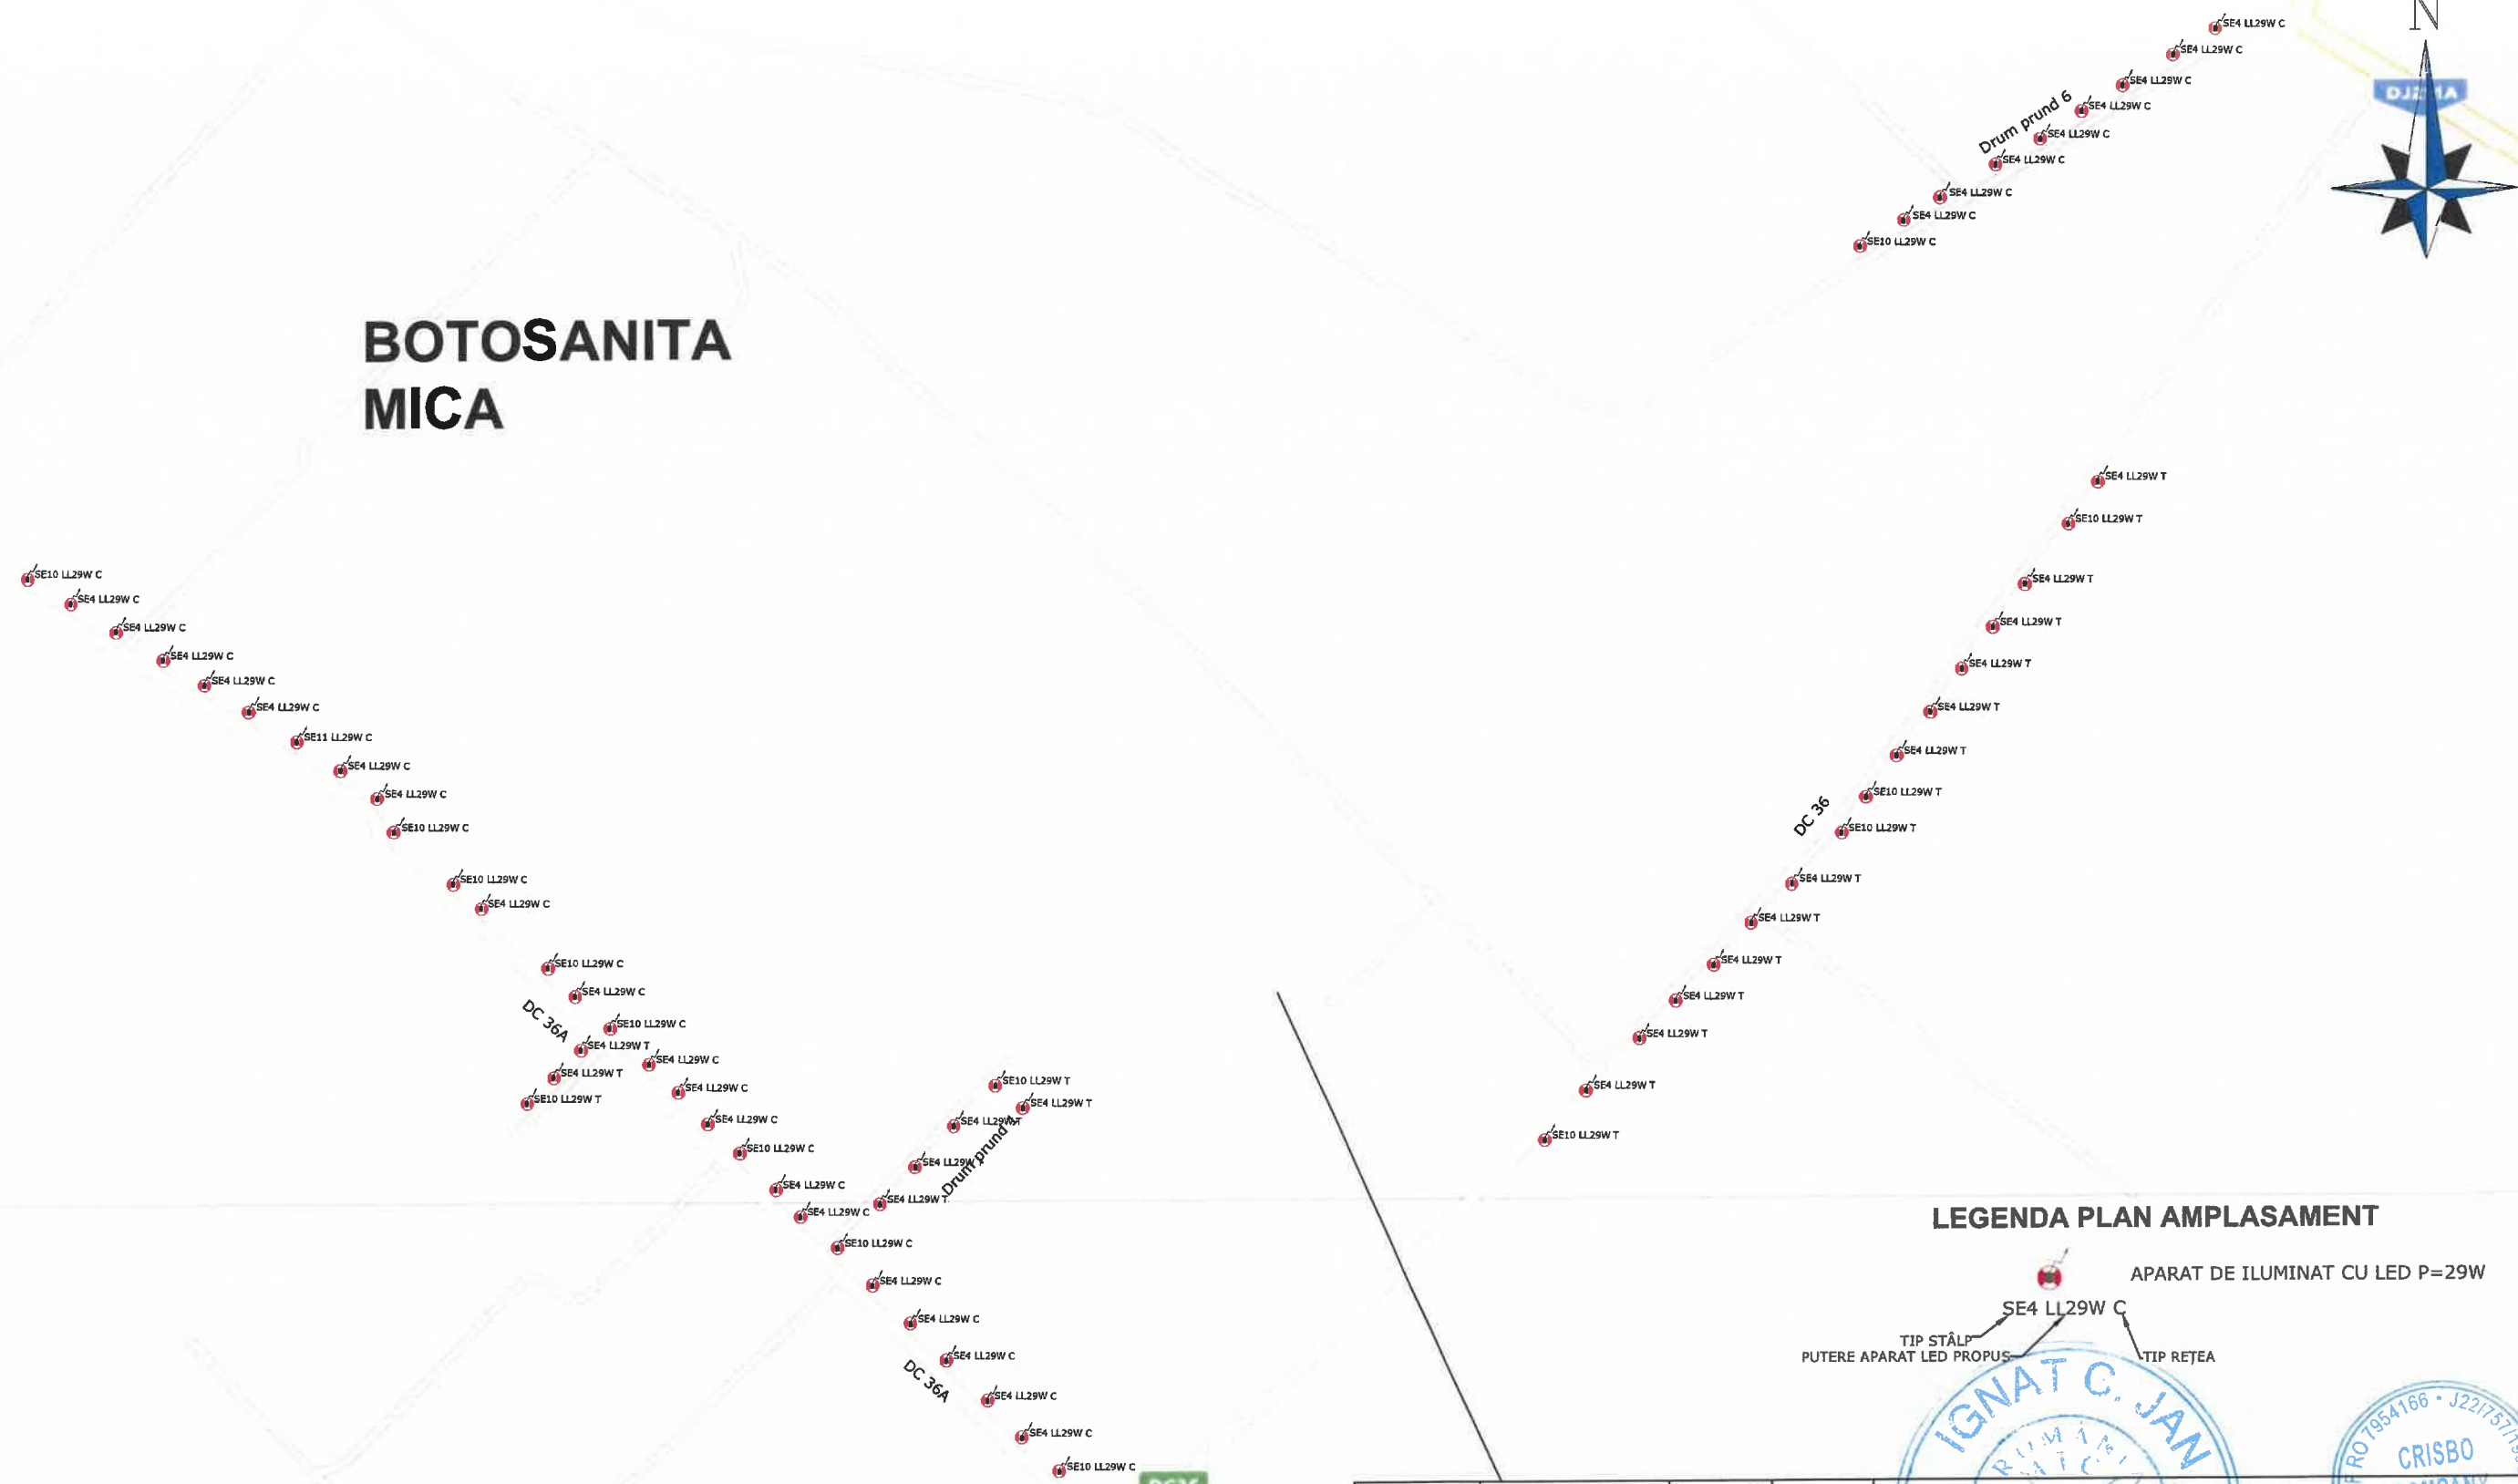 N
SE4 LL29W C
SE4 LL29W C
SE4 LL29W C
SE4 LL29W C
SE4 LL29W C
SE4 LL29W C
SE4 LL29W C
SE4 LL29W C
SE10 LL29W C
Drum prund 6
BOTOSANITA
MICA
SE4 LL29W T
SE10 LL29W T
SE4 LL29W T
SE4 LL29W T
SE4 LL29W T
SE4 LL29W T
SE4 LL29W T
SE10 LL29W T
SE10 LL29W T
DC 36
SE4 LL29W T
SE4 LL29W T
SE4 LL29W T
SE4 LL29W T
SE4 LL29W T
SE4 LL29W T
SE10 LL29W T
SE10 LL29W C
SE4 LL29W C
SE4 LL29W C
SE4 LL29W C
SE4 LL29W C
SE4 LL29W C
SE11 LL29W C
SE4 LL29W C
SE4 LL29W C
SE10 LL29W C
SE10 LL29W C
SE4 LL29W C
SE10 LL29W C
SE4 LL29W C
SE10 LL29W C
DC 36A
SE4 LL29W T
SE4 LL29W C
SE4 LL29W T
SE4 LL29W C
SE10 LL29W T
SE4 LL29W C
SE10 LL29W C
SE4 LL29W C
SE4 LL29W C
SE10 LL29W T
SE4 LL29W T
SE4 LL29W T
SE4 LL29W T
SE4 LL29W T
Drum prund
SE10 LL29W C
SE4 LL29W C
SE4 LL29W C
SE4 LL29W C
DC 36A
SE4 LL29W C
SE4 LL29W C
SE10 LL29W C
LEGENDA PLAN AMPLASAMENT
APARAT DE ILUMINAT CU LED P=29W
SE4 LL29W C
TIP STÂLP
PUTERE APARAT LED PROPUS
TIP REȚEA
IGNAT C. JAN
CRISBO